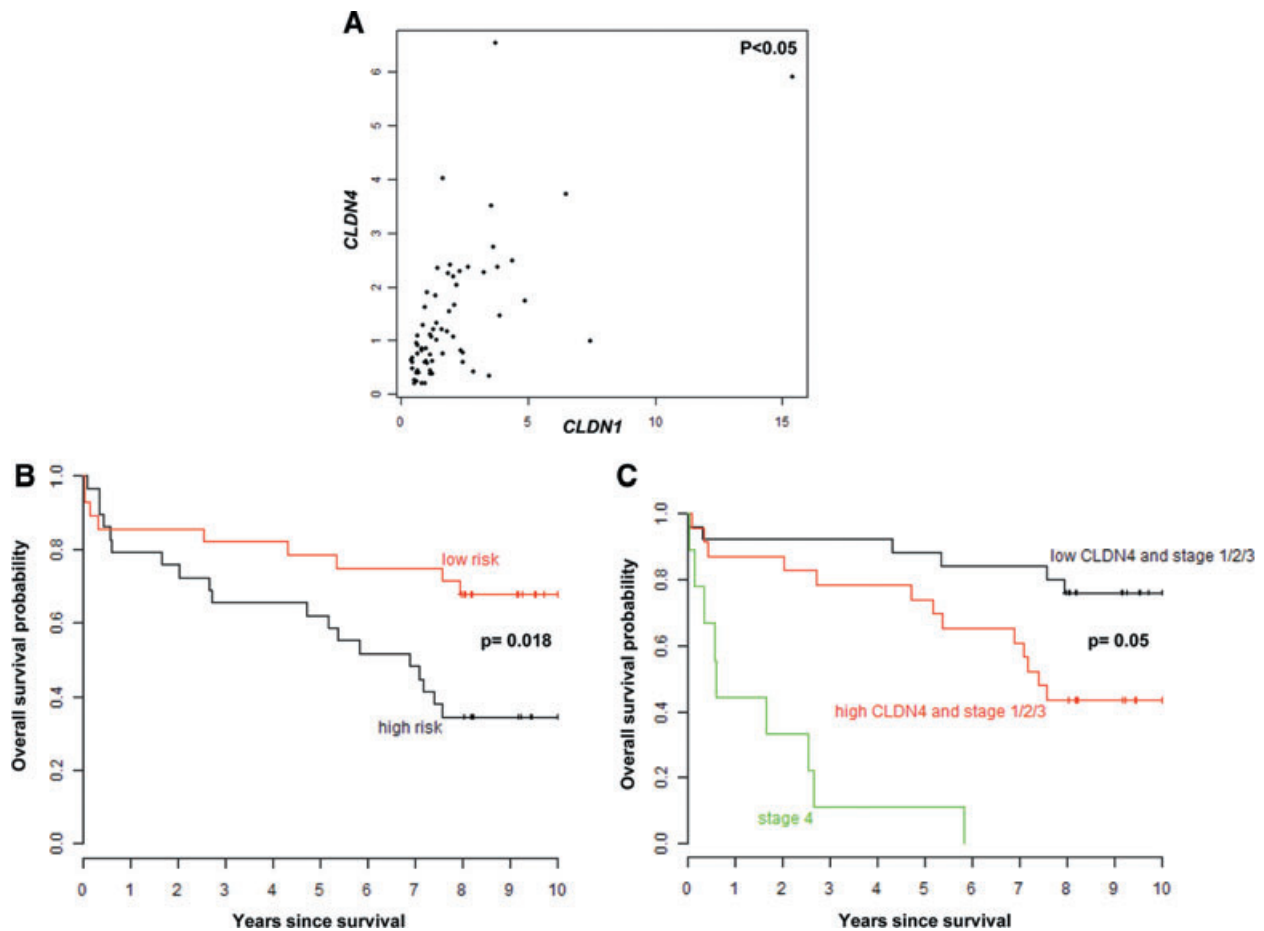 A
P<0.05
CLDN4
6
5
4
3
2
1
0
0 5 10 15
CLDN1
B
Overall survival probability
1.0
0.8
0.6
0.4
0.2
0.0
low risk
p= 0.018
high risk
0 1 2 3 4 5 6 7 8 9 10
Years since survival
C
Overall survival probability
1.0
0.8
0.6
0.4
0.2
0.0
low CLDN4 and stage 1/2/3
p= 0.05
high CLDN4 and stage 1/2/3
stage 4
0 1 2 3 4 5 6 7 8 9 10
Years since survival